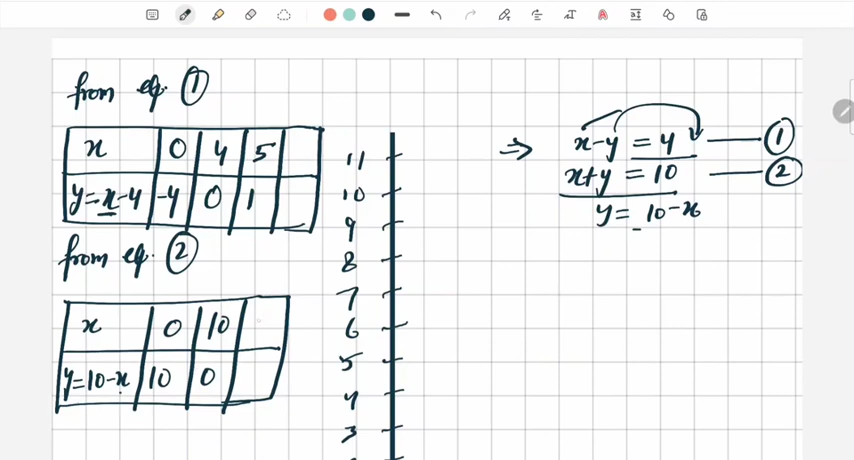 from eq. ①
x 0 4 5
y=x-4 -4 0 1
from eq. ②
x 0 10
y=10-x 10 0
11
10
9
8
7
6
5
4
3
⇒ x-y = 4 — ①
x+y = 10 — ②
y= 10-x